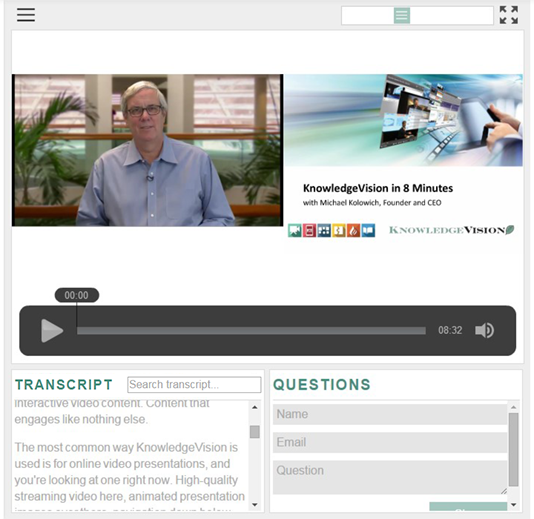 KnowledgeVision in 8 Minutes
with Michael Kolowich, Founder and CEO
KNOWLEDGEVISION
00:00
08:32
TRANSCRIPT
Search transcript...
interactive video content. Content that
engages like nothing else.
The most common way KnowledgeVision is
used is for online video presentations, and
you're looking at one right now. High-quality
streaming video here, animated presentation
QUESTIONS
Name
Email
Question